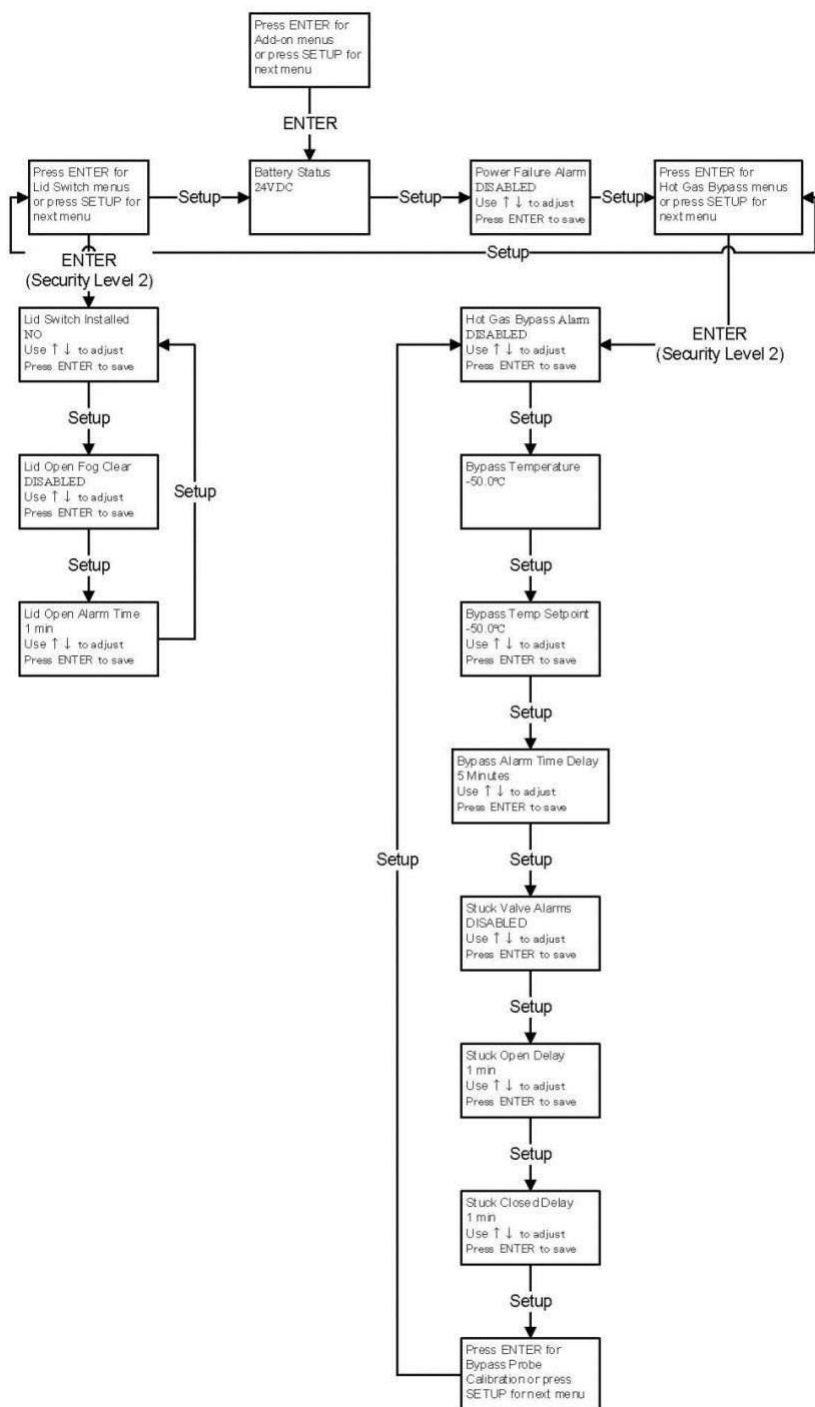 Press ENTER for
Add-on menus
or press SETUP for
next menu
ENTER
Press ENTER for
Lid Switch menus
or press SETUP for
next menu
Setup
Battery Status
24VDC
Setup
Power Failure Alarm
DISABLED
Use ↑ ↓ to adjust
Press ENTER to save
Setup
Press ENTER for
Hot Gas Bypass menus
or press SETUP for
next menu
Setup
ENTER
(Security Level 2)
Lid Switch Installed
NO
Use ↑ ↓ to adjust
Press ENTER to save
Setup
Lid Open Fog Clear
DISABLED
Use ↑ ↓ to adjust
Press ENTER to save
Setup
Setup
Lid Open Alarm Time
1 min
Use ↑ ↓ to adjust
Press ENTER to save
ENTER
(Security Level 2)
Hot Gas Bypass Alarm
DISABLED
Use ↑ ↓ to adjust
Press ENTER to save
Setup
Bypass Temperature
-50.0ºC
Setup
Bypass Temp Setpoint
-50.0ºC
Use ↑ ↓ to adjust
Press ENTER to save
Setup
Bypass Alarm Time Delay
5 Minutes
Use ↑ ↓ to adjust
Press ENTER to save
Setup
Setup
Stuck Valve Alarms
DISABLED
Use ↑ ↓ to adjust
Press ENTER to save
Setup
Stuck Open Delay
1 min
Use ↑ ↓ to adjust
Press ENTER to save
Setup
Stuck Closed Delay
1 min
Use ↑ ↓ to adjust
Press ENTER to save
Setup
Press ENTER for
Bypass Probe
Calibration or press
SETUP for next menu